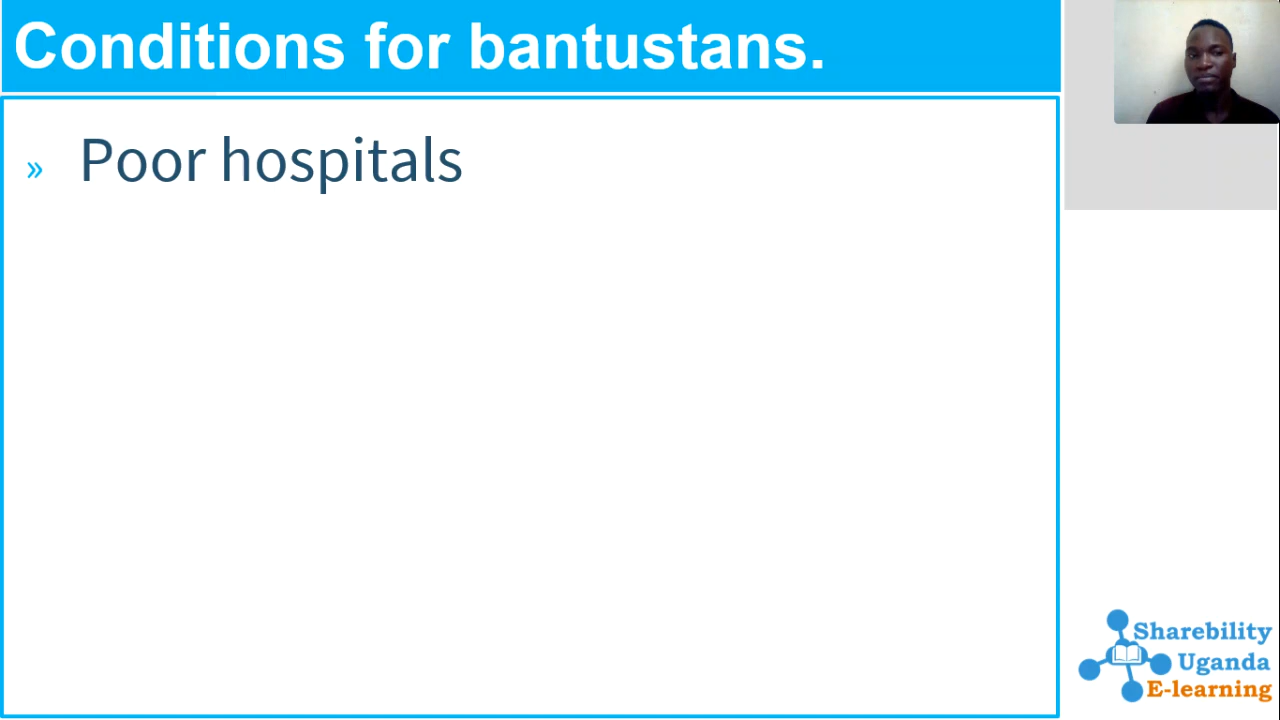 Conditions for bantustans.
» Poor hospitals
Sharebility
Uganda
E-learning